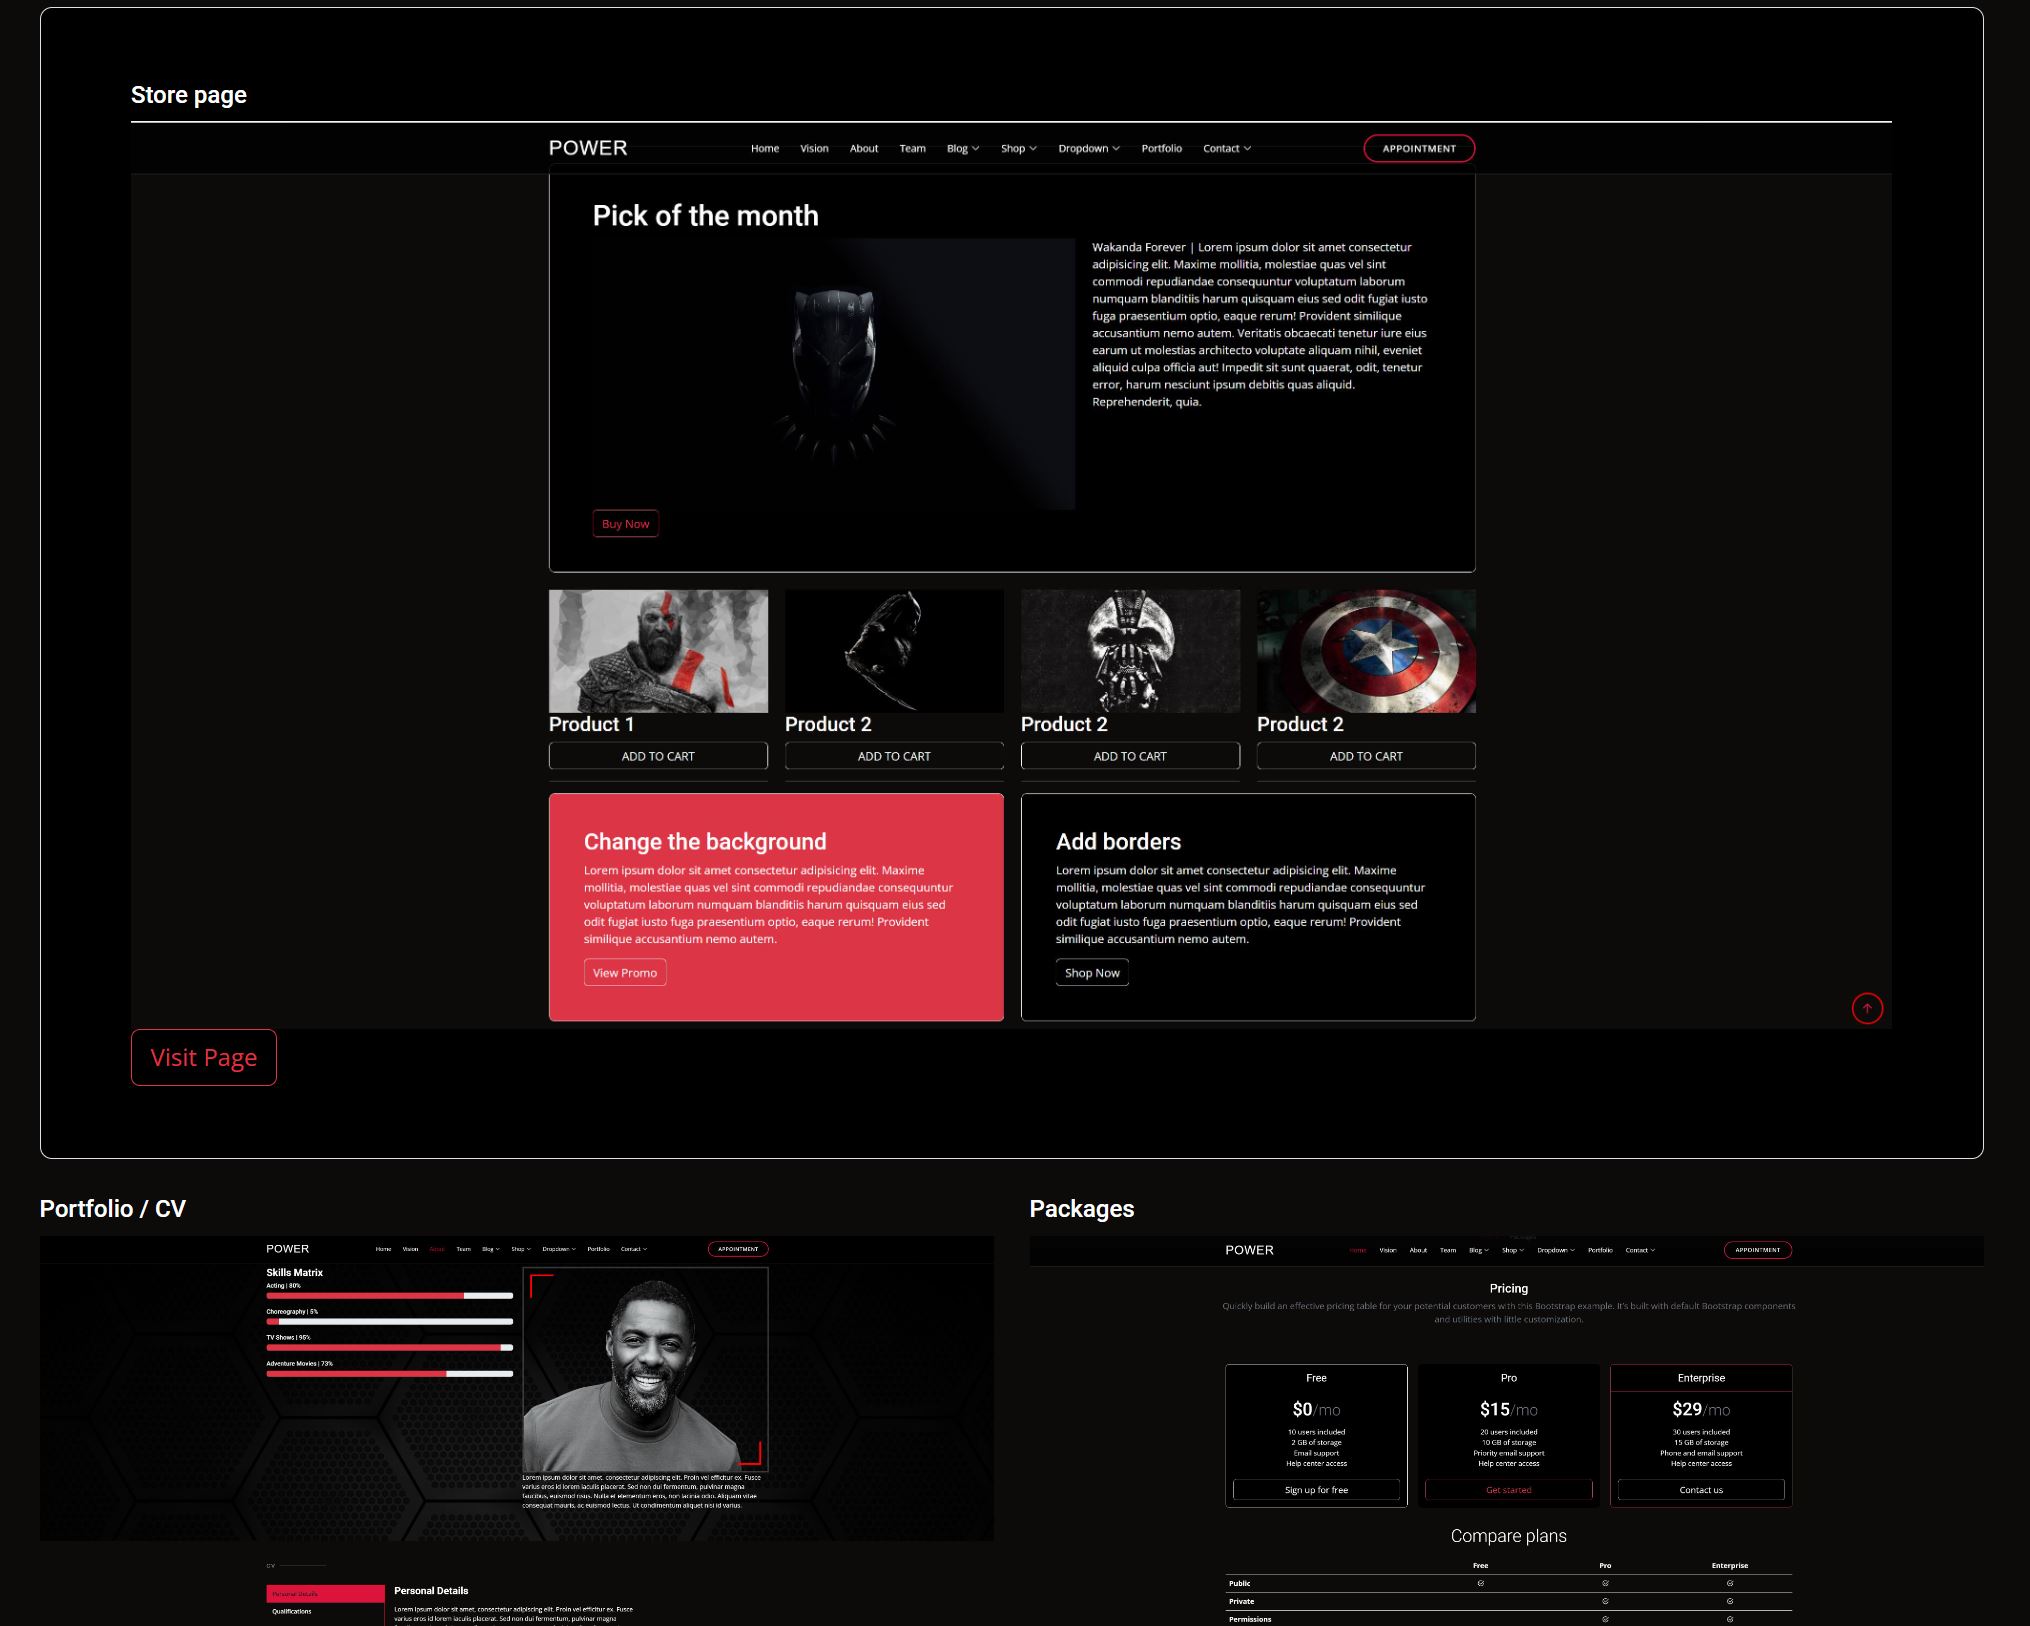 Store page
POWER
Home Vision About Team Blog Shop Dropdown Portfolio Contact
APPOINTMENT
Pick of the month
Wakanda Forever | Lorem ipsum dolor sit amet consectetur
adipisicing elit. Maxime mollitia, molestiae quas vel sint
commodi repudiandae consequuntur voluptatum laborum
numquam blanditiis harum quisquam eius sed odit fugiat iusto
fuga praesentium optio, eaque rerum! Provident similique
accusantium nemo autem. Veritatis obcaecati tenetur iure eius
earum ut molestias architecto voluptate aliquam nihil, eveniet
aliquid culpa officia aut! Impedit sit sunt quaerat, odit, tenetur
error, harum nesciunt ipsum debitis quas aliquid.
Reprehenderit, quia.
Buy Now
Product 1
ADD TO CART
Product 2
ADD TO CART
Product 2
ADD TO CART
Product 2
ADD TO CART
Change the background
Lorem ipsum dolor sit amet consectetur adipisicing elit. Maxime
mollitia, molestiae quas vel sint commodi repudiandae consequuntur
voluptatum laborum numquam blanditiis harum quisquam eius sed
odit fugiat iusto fuga praesentium optio, eaque rerum! Provident
similique accusantium nemo autem.
View Promo
Add borders
Lorem ipsum dolor sit amet consectetur adipisicing elit. Maxime
mollitia, molestiae quas vel sint commodi repudiandae consequuntur
voluptatum laborum numquam blanditiis harum quisquam eius sed
odit fugiat iusto fuga praesentium optio, eaque rerum! Provident
similique accusantium nemo autem.
Shop Now
Visit Page
Portfolio / CV
POWER
Home Vision About Team Blog Shop Dropdown Portfolio Contact
APPOINTMENT
Skills Matrix
Acting | 80%
Choreography | 5%
TV Shows | 95%
Adventure Movies | 73%
Lorem ipsum dolor sit amet, consectetur adipiscing elit. Proin vel efficitur ex. Fusce
varius eros id lorem iaculis placerat. Sed non dui fermentum, pulvinar magna
faucibus, euismod risus. Nulla et elementum eros, non lacinia odio. Aliquam vitae
consequat mauris, ac euismod lectus. Ut condimentum aliquet nisi id varius.
CV
Personal Details
Qualifications
Personal Details
Lorem ipsum dolor sit amet, consectetur adipiscing elit. Proin vel efficitur ex. Fusce
varius eros id lorem iaculis placerat. Sed non dui fermentum, pulvinar magna
Packages
POWER
Home Vision About Team Blog Shop Dropdown Portfolio Contact
APPOINTMENT
Pricing
Quickly build an effective pricing table for your potential customers with this Bootstrap example. It's built with default Bootstrap components
and utilities with little customization.
Free
$0/mo
10 users included
2 GB of storage
Email support
Help center access
Sign up for free
Pro
$15/mo
20 users included
10 GB of storage
Priority email support
Help center access
Get started
Enterprise
$29/mo
30 users included
15 GB of storage
Phone and email support
Help center access
Contact us
Compare plans
Free Pro Enterprise
Public
Private
Permissions